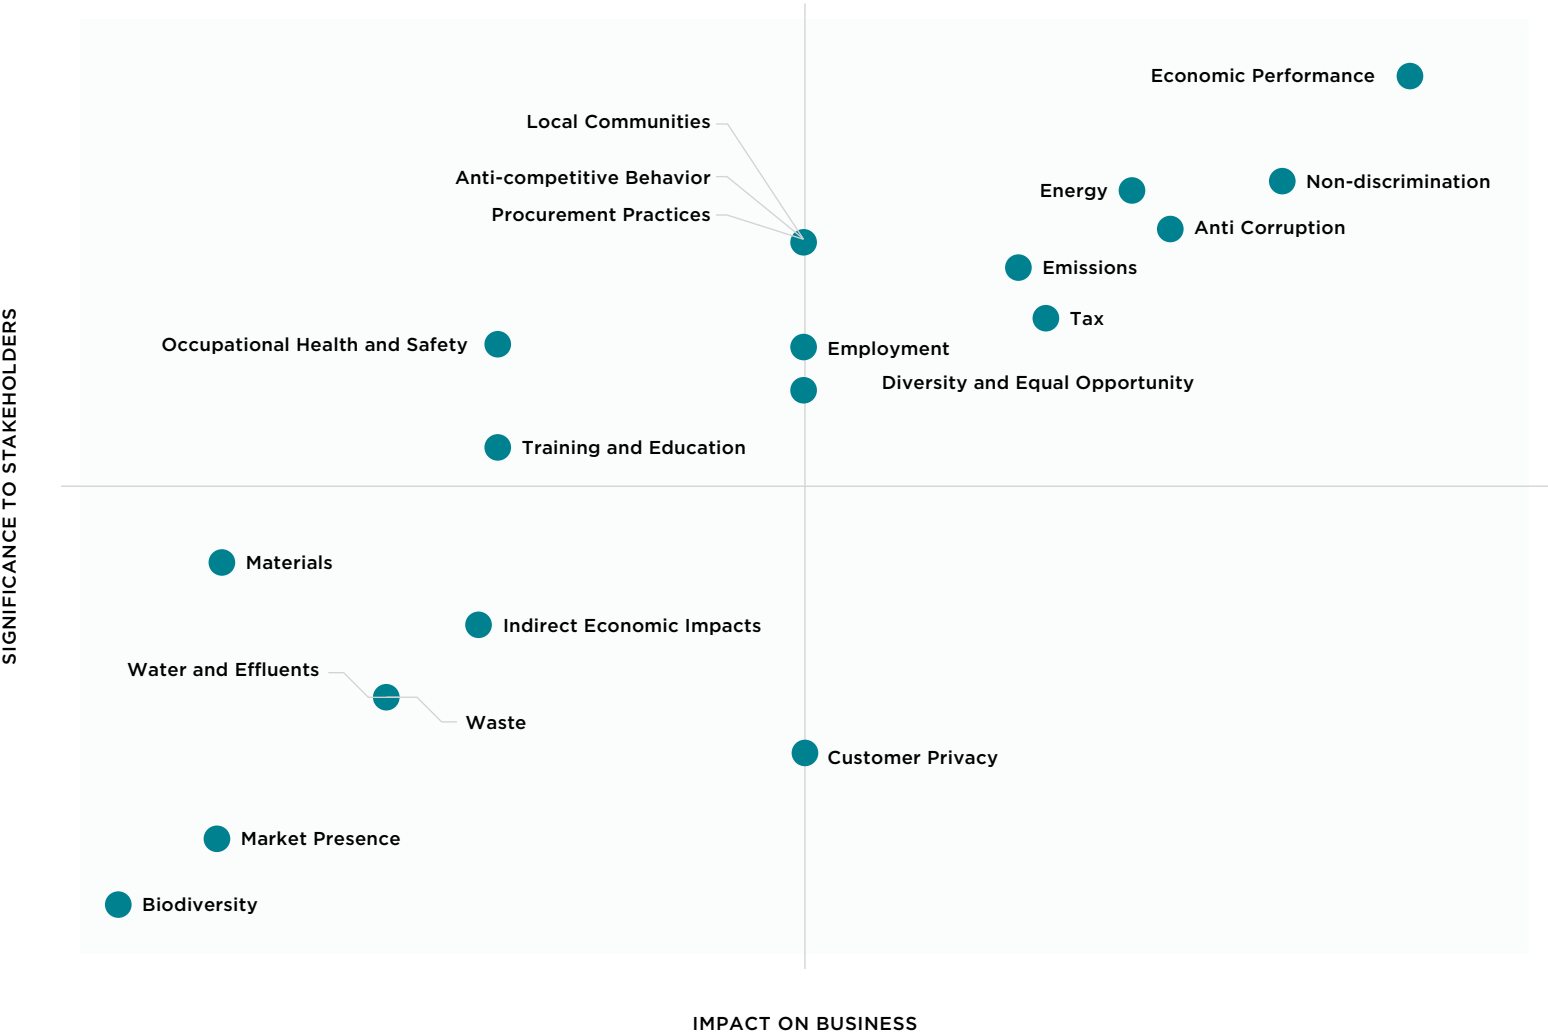 Economic Performance
Local Communities
Anti-competitive Behavior
Procurement Practices
Energy
Non-discrimination
Anti Corruption
Emissions
Tax
Occupational Health and Safety
Employment
Diversity and Equal Opportunity
Training and Education
SIGNIFICANCE TO STAKEHOLDERS
Materials
Indirect Economic Impacts
Water and Effluents
Waste
Customer Privacy
Market Presence
Biodiversity
IMPACT ON BUSINESS